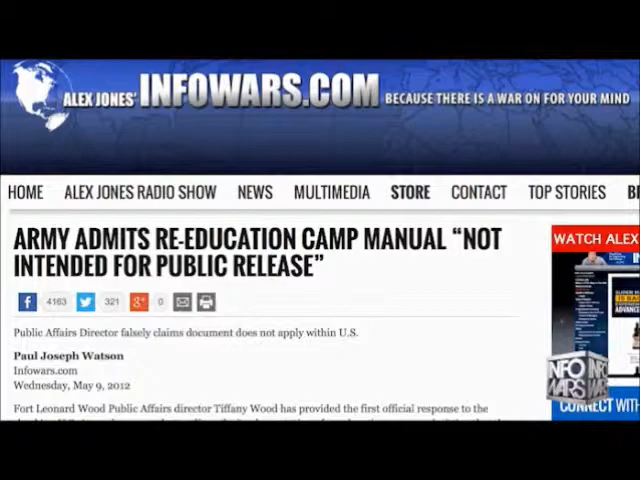 ALEX JONES' INFOWARS.COM BECAUSE THERE IS A WAR ON FOR YOUR MIND
HOME ALEX JONES RADIO SHOW NEWS MULTIMEDIA STORE CONTACT TOP STORIES
ARMY ADMITS RE-EDUCATION CAMP MANUAL “NOT
INTENDED FOR PUBLIC RELEASE”
WATCH ALEX
4163 321 0
Public Affairs Director falsely claims document does not apply within U.S.
Paul Joseph Watson
Infowars.com
Wednesday, May 9, 2012
INFO
WARS
CONNECT WITH
Fort Leonard Wood Public Affairs director Tiffany Wood has provided the first official response to the